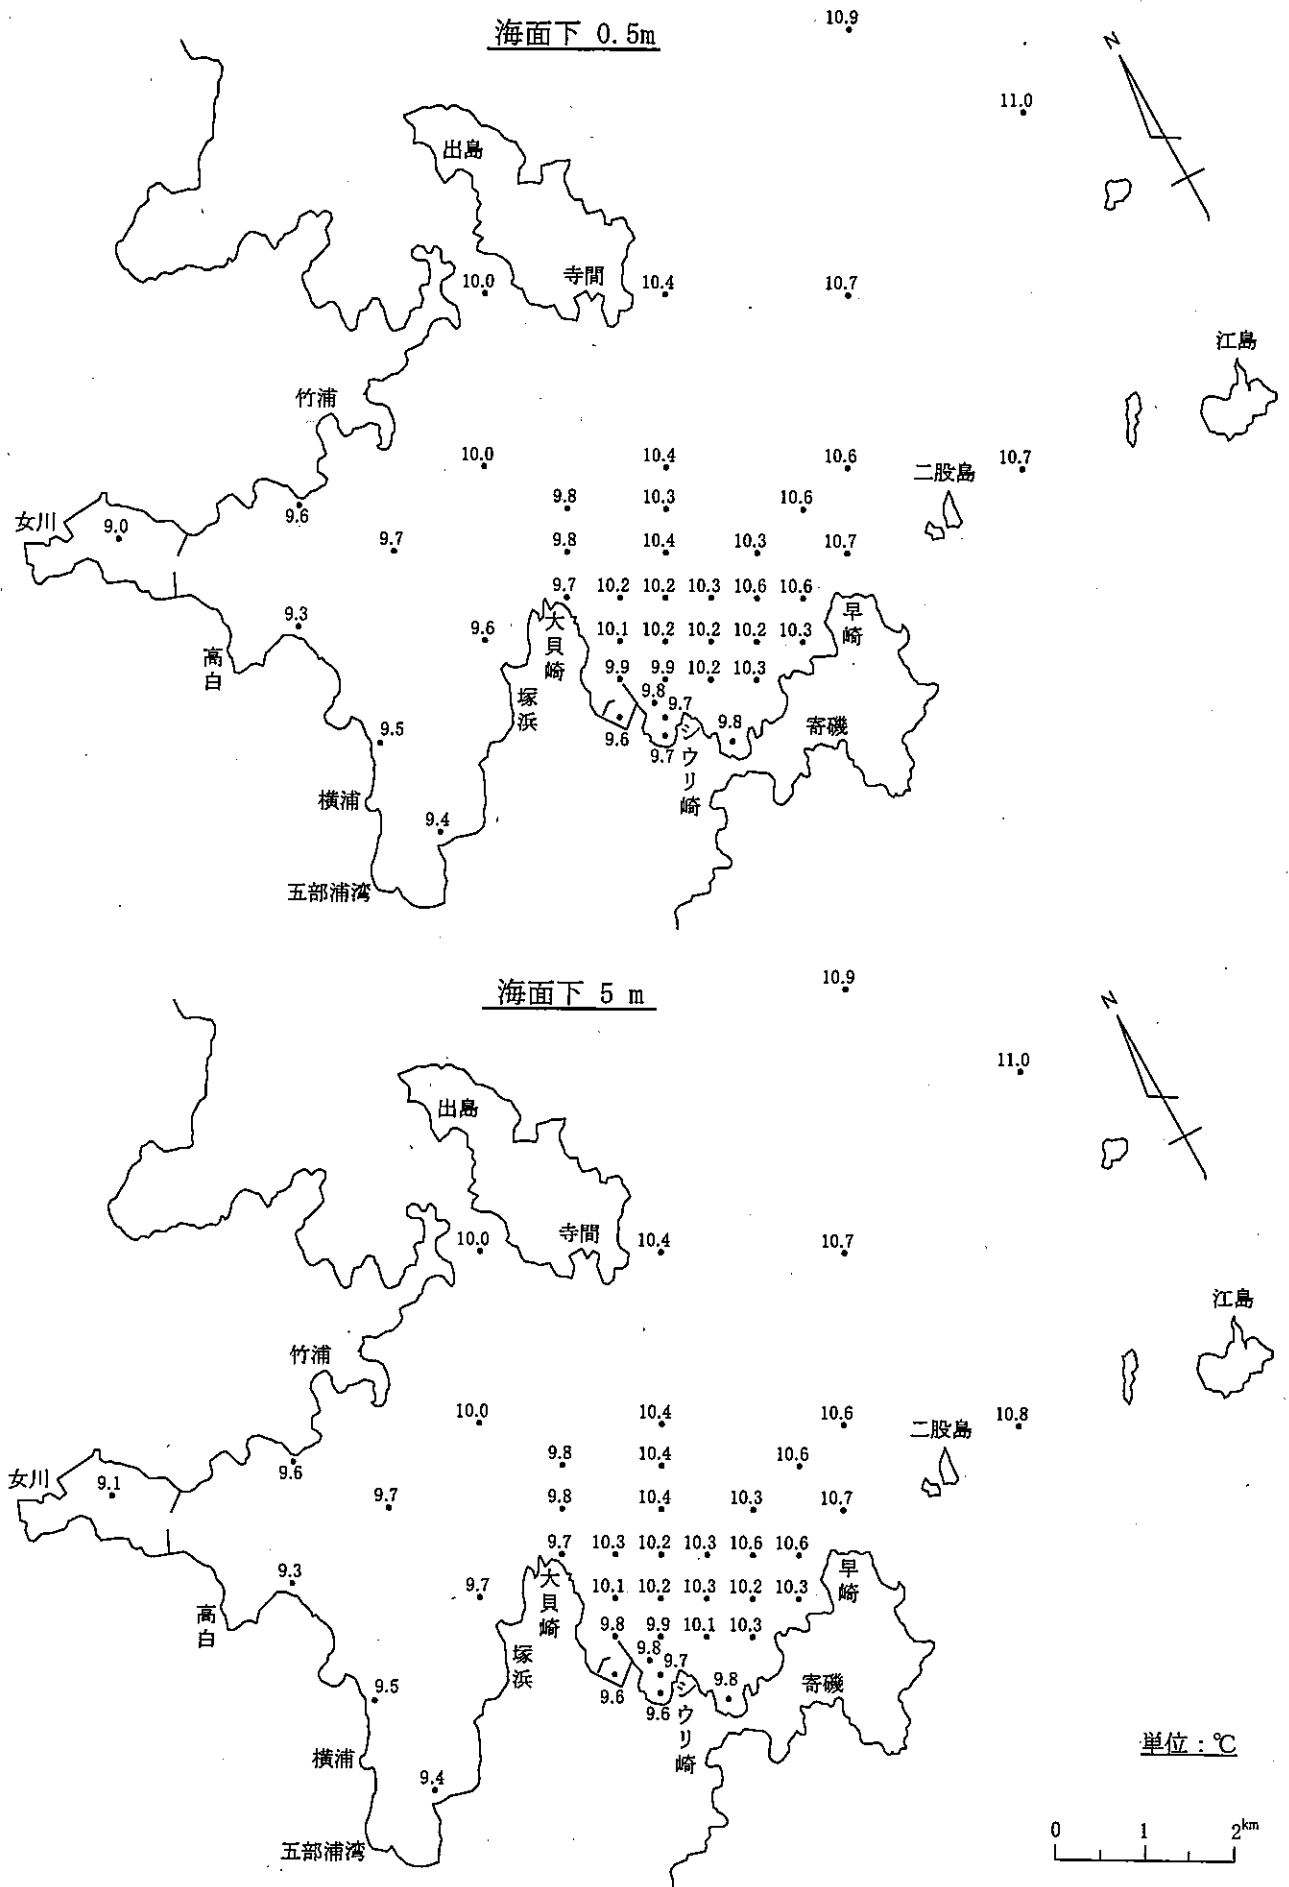 海面下 0.5m
10.9
11.0
N
出島
寺間
10.0
10.4
10.7
江島
竹浦
10.0
10.4
10.6
10.7
二股島
9.8
10.3
10.6
女川
9.0
9.6
9.7
9.8
10.4
10.3
10.7
9.7 10.2 10.2 10.3 10.6 10.6
早崎
9.3
9.6
大貝崎
10.1 10.2 10.2 10.2 10.3
高白
9.9 9.9 10.2 10.3
塚浜
9.8
9.7
9.5
9.6
9.7
シウリ崎
9.8
寄磯
横浦
9.4
五部浦湾
海面下 5 m
10.9
11.0
N
出島
寺間
10.0
10.4
10.7
江島
竹浦
10.0
10.4
10.6
10.8
二股島
9.8
10.4
10.6
女川
9.1
9.6
9.7
9.8
10.4
10.3
10.7
9.7 10.3 10.2 10.3 10.6 10.6
早崎
9.3
9.7
大貝崎
10.1 10.2 10.3 10.2 10.3
高白
9.8 9.9 10.1 10.3
塚浜
9.8
9.7
9.5
9.6
9.6
シウリ崎
9.8
寄磯
横浦
9.4
単位：℃
五部浦湾
0 1 2km